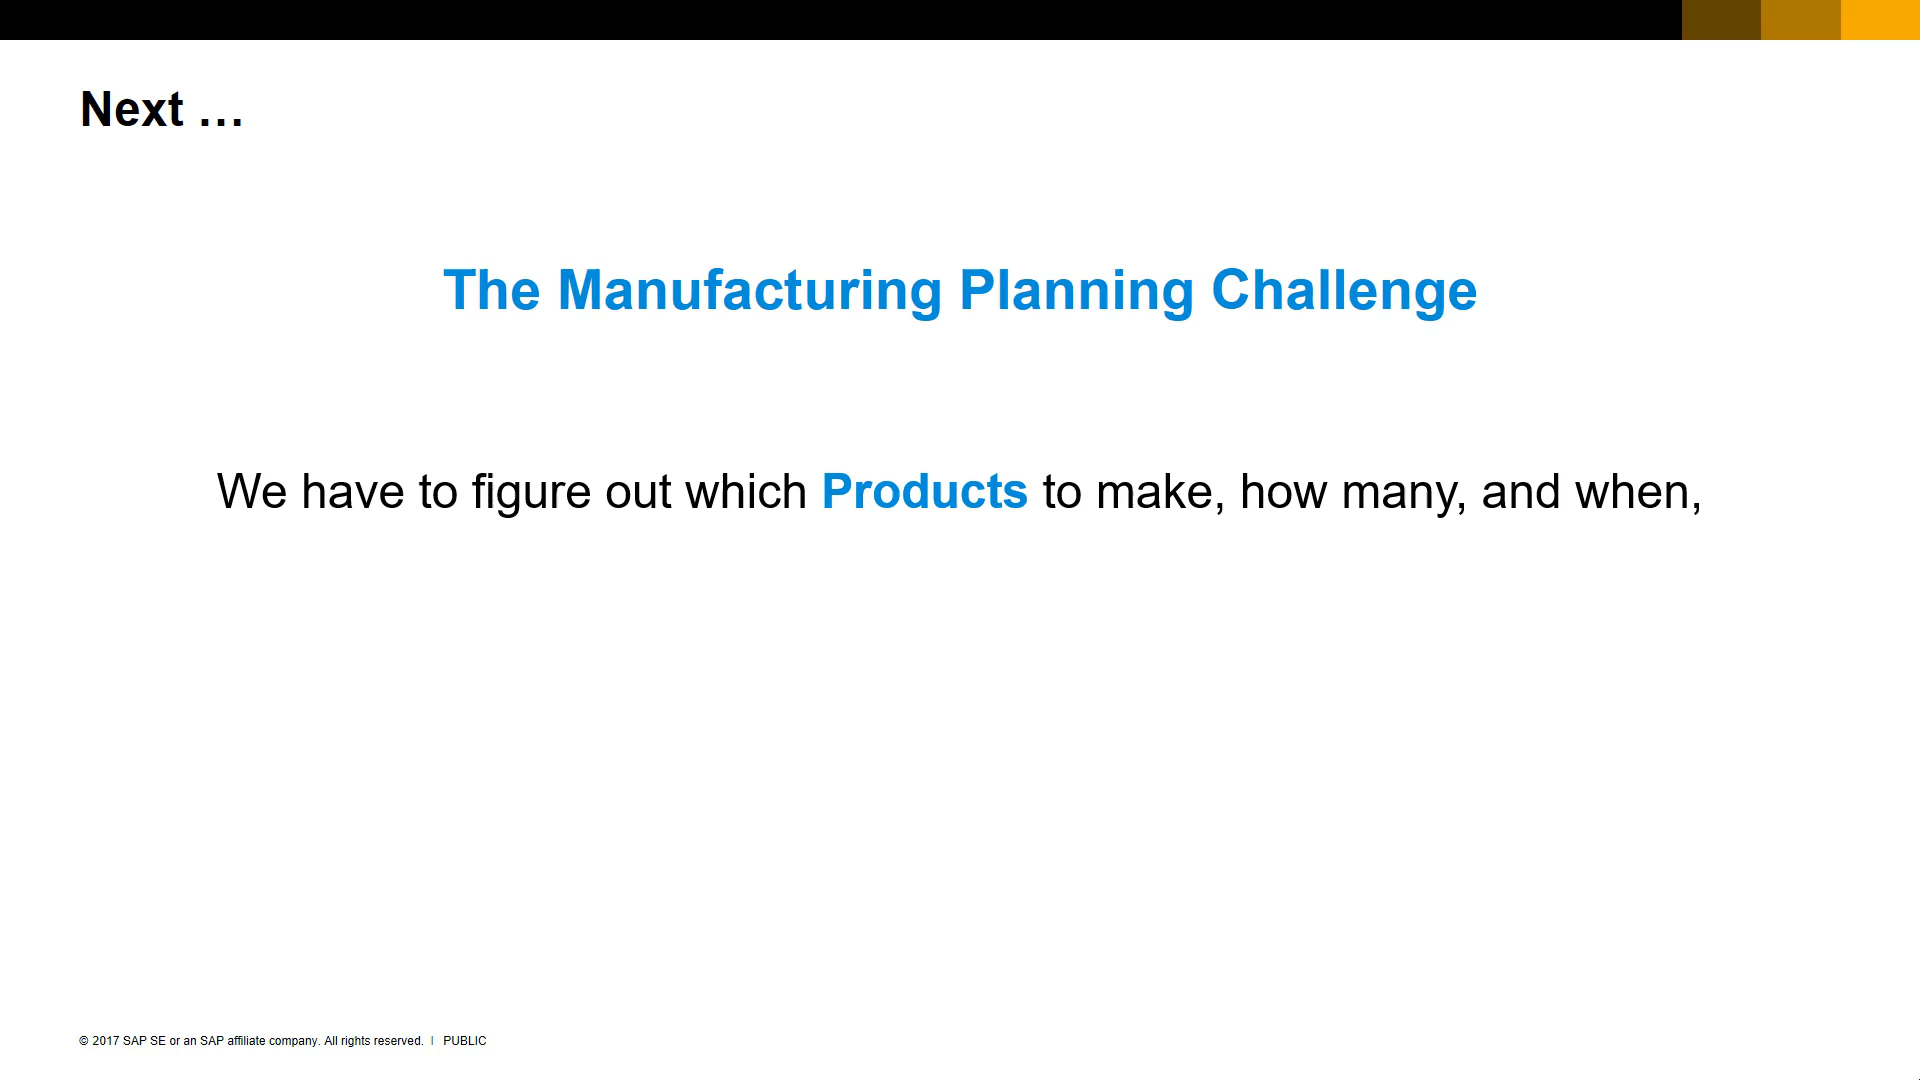 Next …
The Manufacturing Planning Challenge
We have to figure out which Products to make, how many, and when,
© 2017 SAP SE or an SAP affiliate company. All rights reserved. | PUBLIC